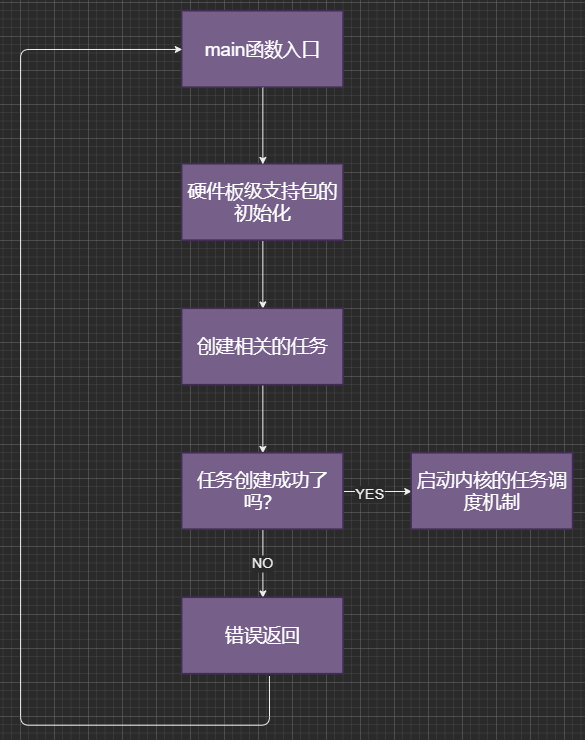 main函数入口
硬件板级支持包的
初始化
创建相关的任务
任务创建成功了
吗?
YES
启动内核的任务调
度机制
NO
错误返回